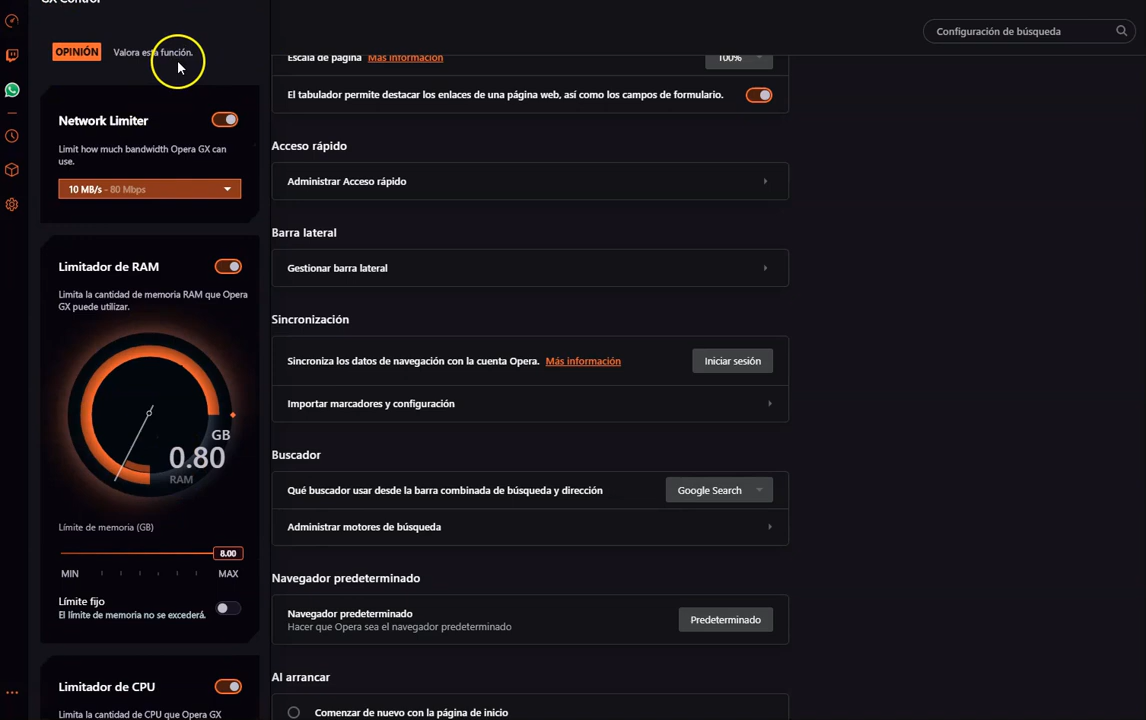 GX Control
OPINIÓN Valora esta función.
Network Limiter
Limit how much bandwidth Opera GX can
use.
10 MB/s - 80 Mbps
Limitador de RAM
Limita la cantidad de memoria RAM que Opera
GX puede utilizar.
GB
0.80
RAM
Límite de memoria (GB)
8.00
MIN MAX
Límite fijo
El límite de memoria no se excederá.
Limitador de CPU
Limita la cantidad de CPU que Opera GX
Configuración de búsqueda
Escala de página Más información 100%
El tabulador permite destacar los enlaces de una página web, así como los campos de formulario.
Acceso rápido
Administrar Acceso rápido
Barra lateral
Gestionar barra lateral
Sincronización
Sincroniza los datos de navegación con la cuenta Opera. Más información Iniciar sesión
Importar marcadores y configuración
Buscador
Qué buscador usar desde la barra combinada de búsqueda y dirección Google Search
Administrar motores de búsqueda
Navegador predeterminado
Navegador predeterminado
Hacer que Opera sea el navegador predeterminado
Predeterminado
Al arrancar
Comenzar de nuevo con la página de inicio